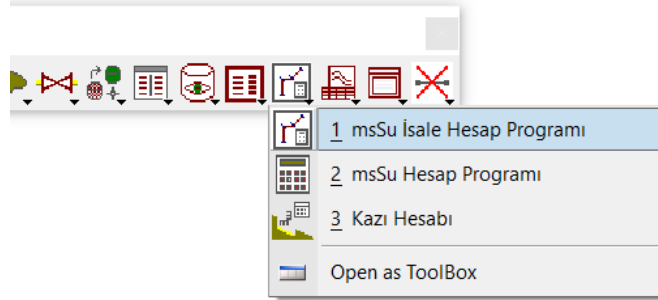 1 msSu İsale Hesap Programı
2 msSu Hesap Programı
3 Kazı Hesabı
Open as ToolBox